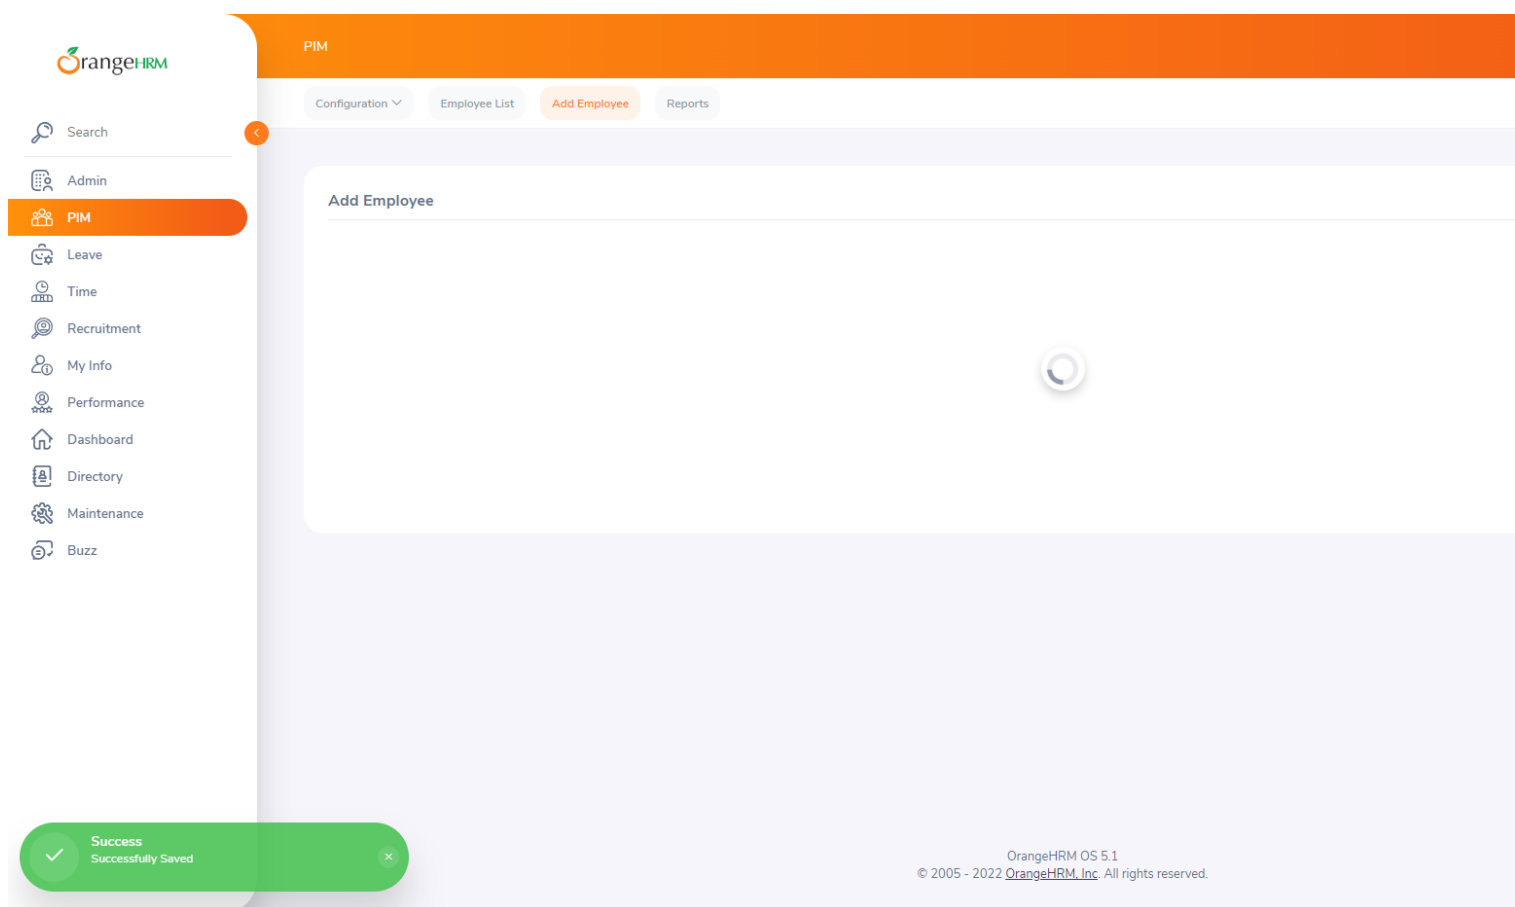 OrangeHRM
PIM
Configuration
Employee List
Add Employee
Reports
Search
Admin
PIM
Leave
Time
Recruitment
My Info
Performance
Dashboard
Directory
Maintenance
Buzz
Add Employee
Success
Successfully Saved
OrangeHRM OS 5.1
© 2005 - 2022 OrangeHRM, Inc. All rights reserved.